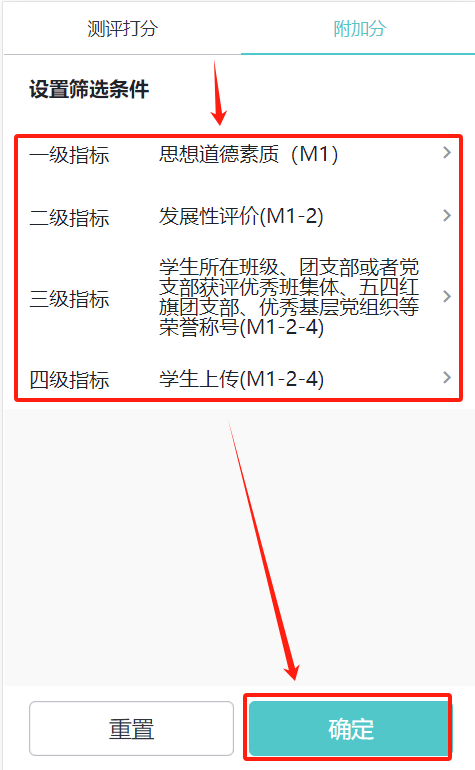 测评打分
附加分
设置筛选条件
一级指标
思想道德素质（M1）
二级指标
发展性评价(M1-2)
三级指标
学生所在班级、团支部或者党
支部获评优秀班集体、五四红
旗团支部、优秀基层党组织等
荣誉称号(M1-2-4)
四级指标
学生上传(M1-2-4)
重置
确定